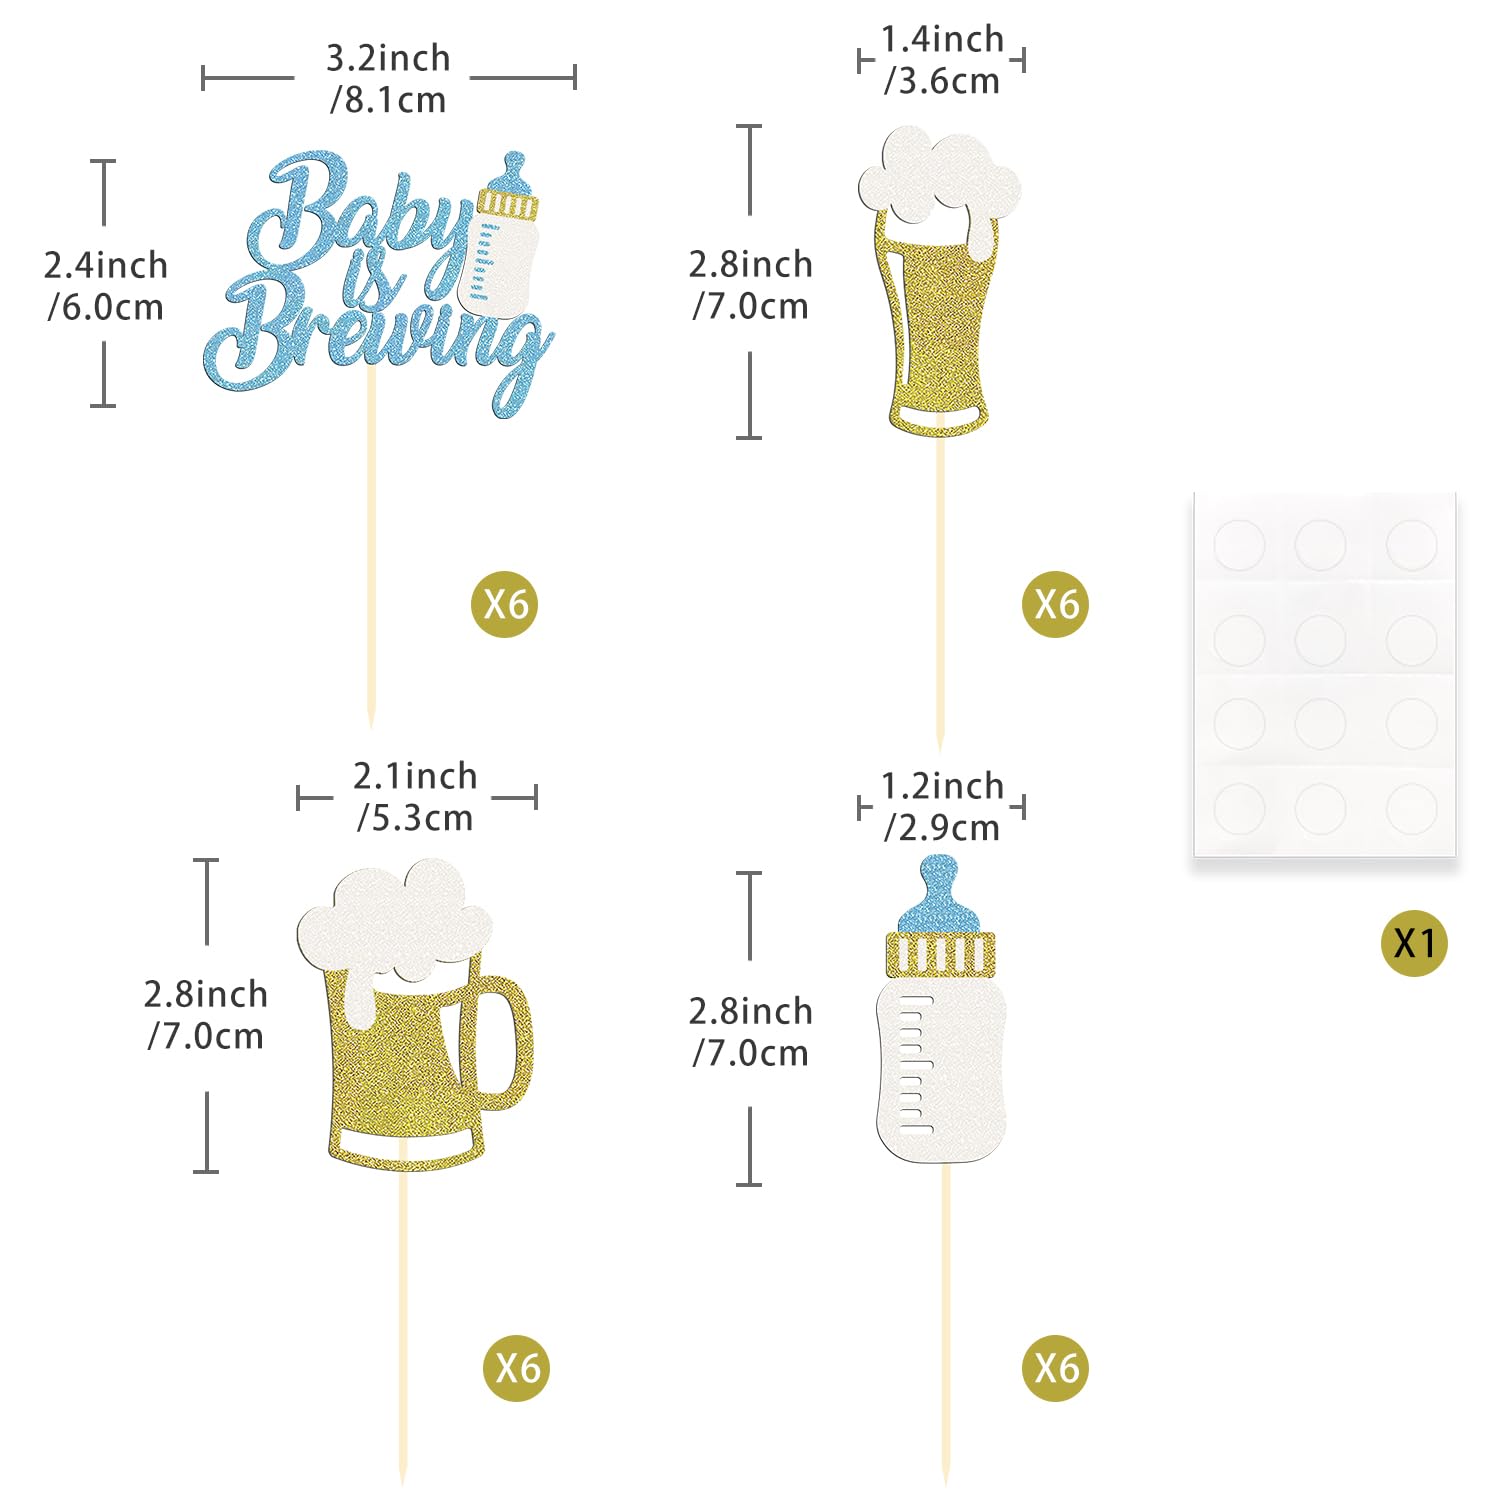 3.2inch
/8.1cm
2.4inch
/6.0cm
Baby
is
Brewing
X6
1.4inch
/3.6cm
2.8inch
/7.0cm
X6
2.1inch
/5.3cm
2.8inch
/7.0cm
X6
1.2inch
/2.9cm
2.8inch
/7.0cm
X6
X1